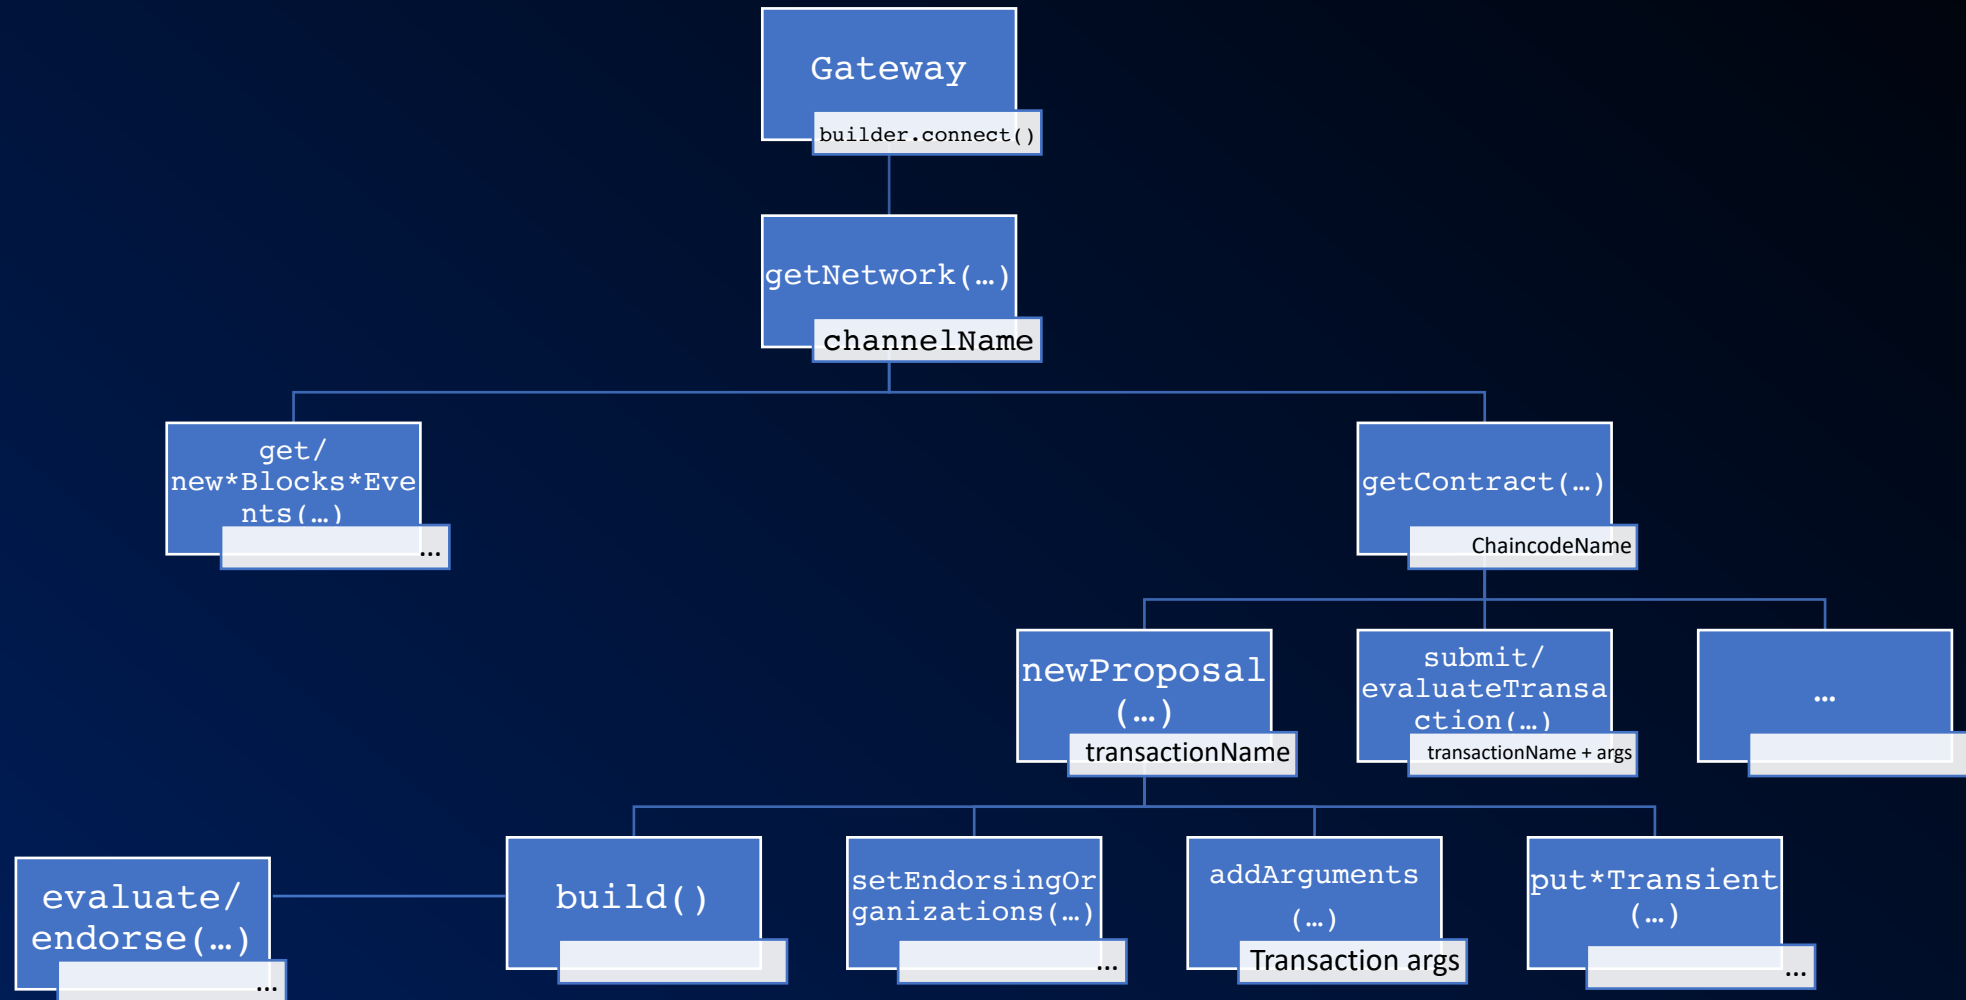 Gateway
builder.connect()
getNetwork(…)
channelName
get/
new*Blocks*Eve
nts(…)
...
getContract(…)
ChaincodeName
newProposal
(…)
transactionName
submit/
evaluateTransa
ction(…)
transactionName + args
…
evaluate/
endorse(…)
...
build()
setEndorsingOr
ganizations(…)
...
addArguments
(…)
Transaction args
put*Transient
(…)
...